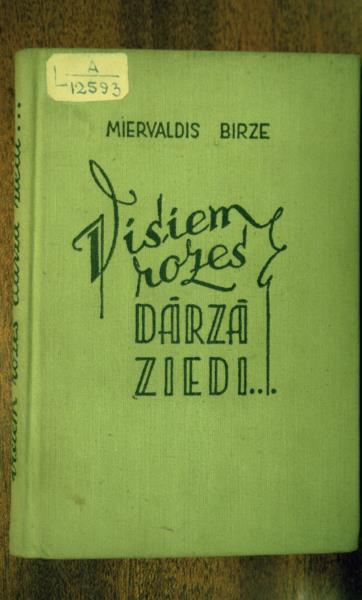 A
L-12593
MIERVALDIS BIRZE
Visiem
rozes
DĀRZĀ
ZIEDI...
Visiem rozes dārzā ziedi...